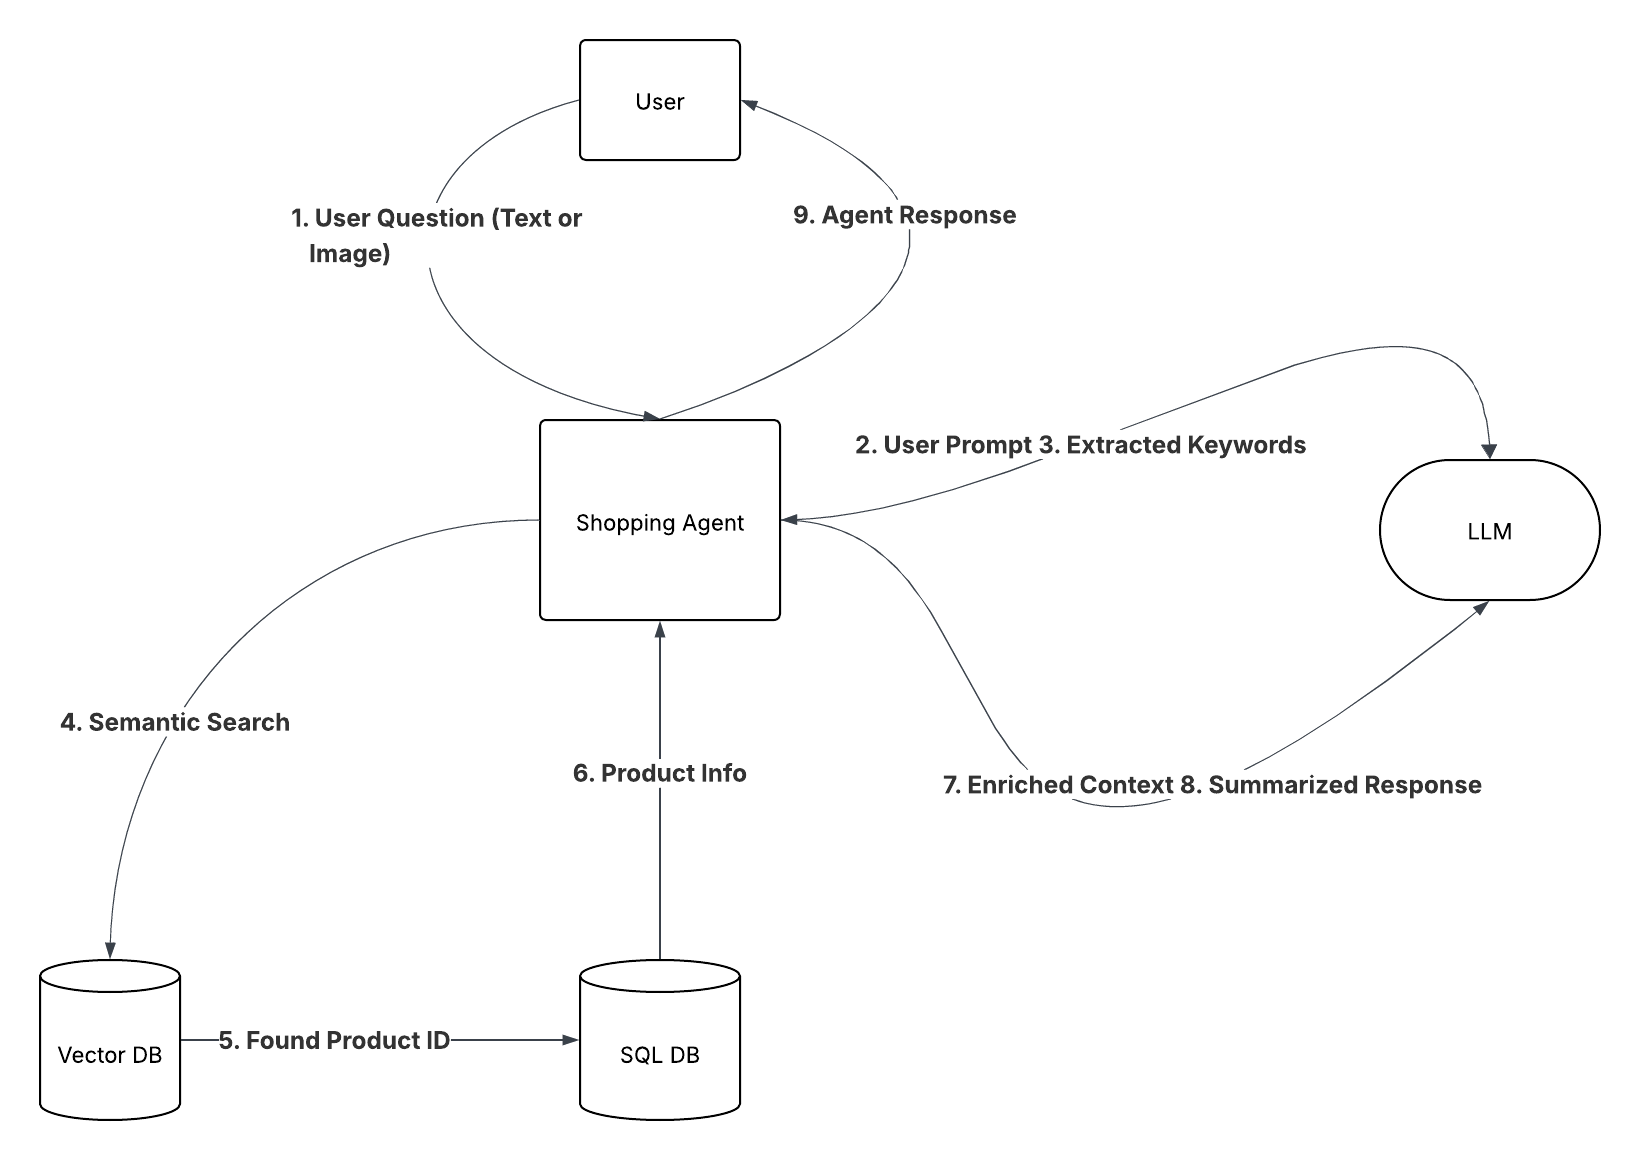 User
1. User Question (Text or
Image)
9. Agent Response
2. User Prompt 3. Extracted Keywords
Shopping Agent
LLM
4. Semantic Search
6. Product Info
7. Enriched Context 8. Summarized Response
5. Found Product ID
Vector DB
SQL DB